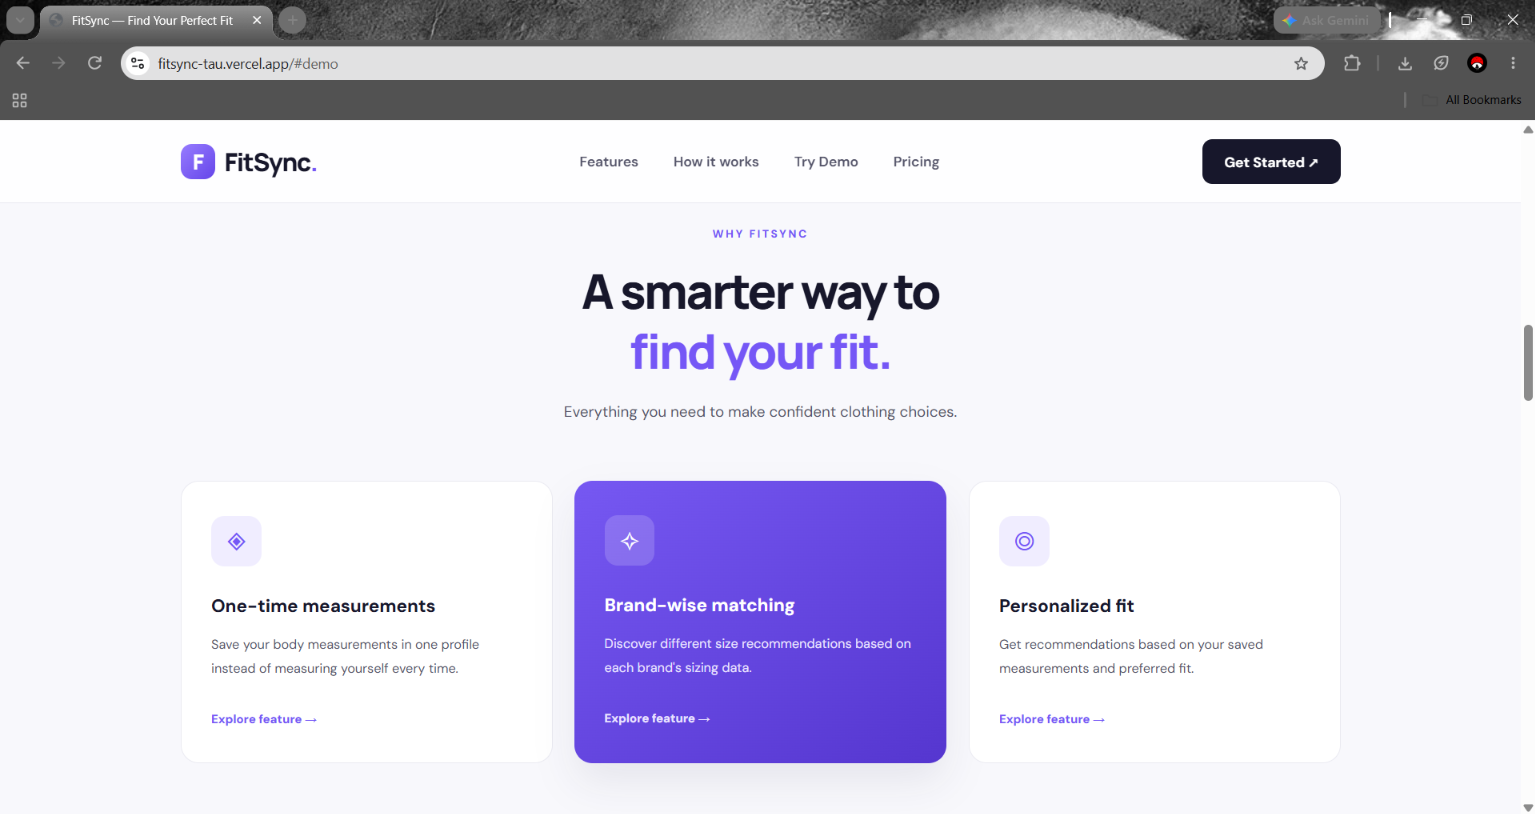 FitSync — Find Your Perfect Fit
Ask Gemini
fitsync-tau.vercel.app/#demo
All Bookmarks
F FitSync.
Features
How it works
Try Demo
Pricing
Get Started ↗
WHY FITSYNC
A smarter way to
find your fit.
Everything you need to make confident clothing choices.
One-time measurements
Save your body measurements in one profile
instead of measuring yourself every time.
Explore feature →
Brand-wise matching
Discover different size recommendations based on
each brand's sizing data.
Explore feature →
Personalized fit
Get recommendations based on your saved
measurements and preferred fit.
Explore feature →